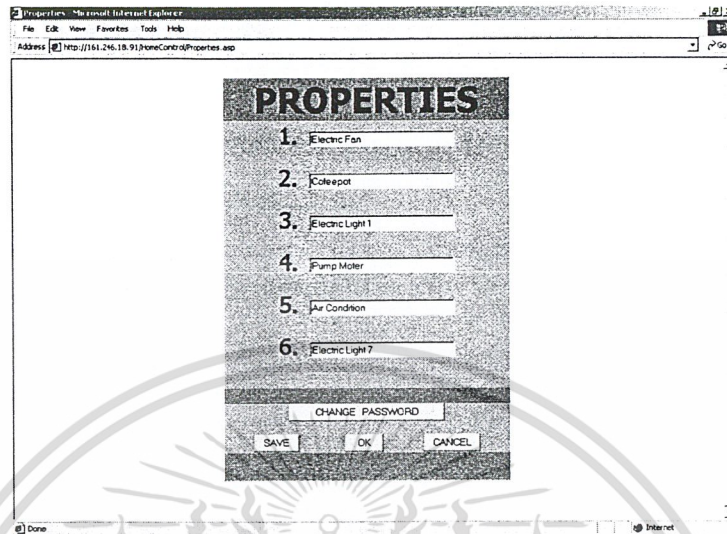 Properties - Microsoft Internet Explorer
File Edit View Favorites Tools Help
Address http://161.246.18.91/HomeControl/Properties.asp Go
PROPERTIES
1. Electric Fan
2. Cofeepot
3. Electric Light 1
4. Pump Moter
5. Air Condition
6. Electric Light 7
CHANGE PASSWORD
SAVE OK CANCEL
Done Internet